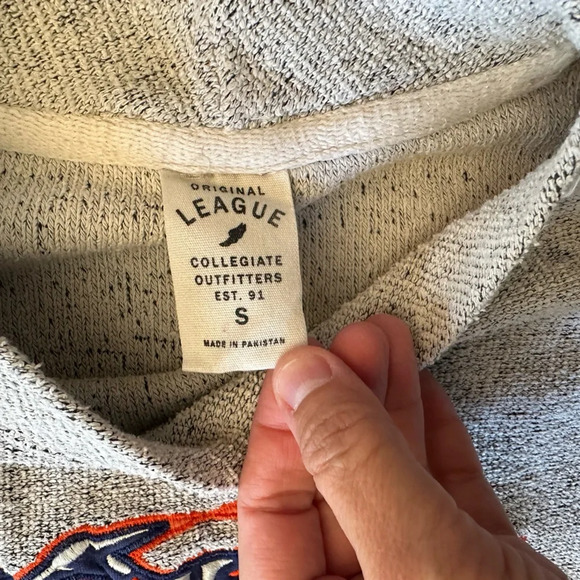 ORIGINAL
LEAGUE
COLLEGIATE
OUTFITTERS
EST. 91
S
MADE IN PAKISTAN